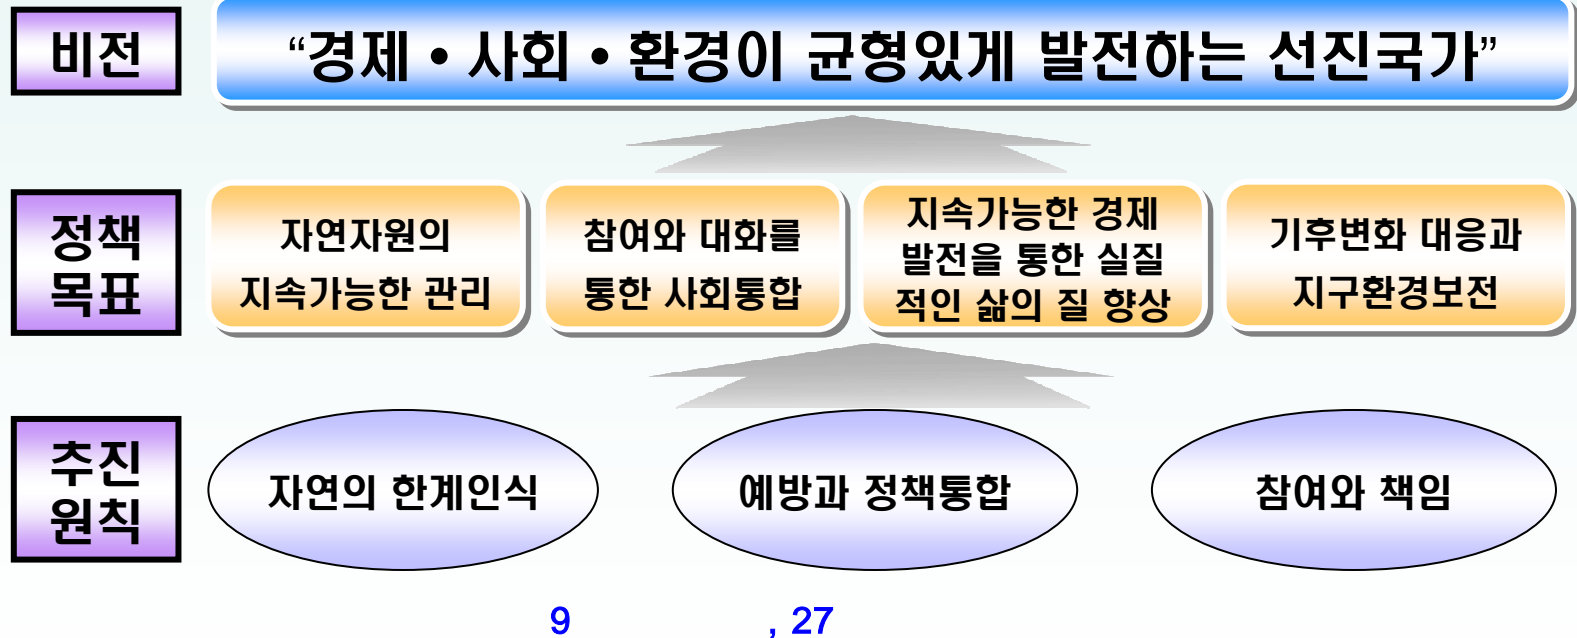 비전
“경제 • 사회 • 환경이 균형있게 발전하는 선진국가”
정책
목표
자연자원의
지속가능한 관리
참여와 대화를
통한 사회통합
지속가능한 경제
발전을 통한 실질
적인 삶의 질 향상
기후변화 대응과
지구환경보전
추진
원칙
자연의 한계인식
예방과 정책통합
참여와 책임
9 , 27